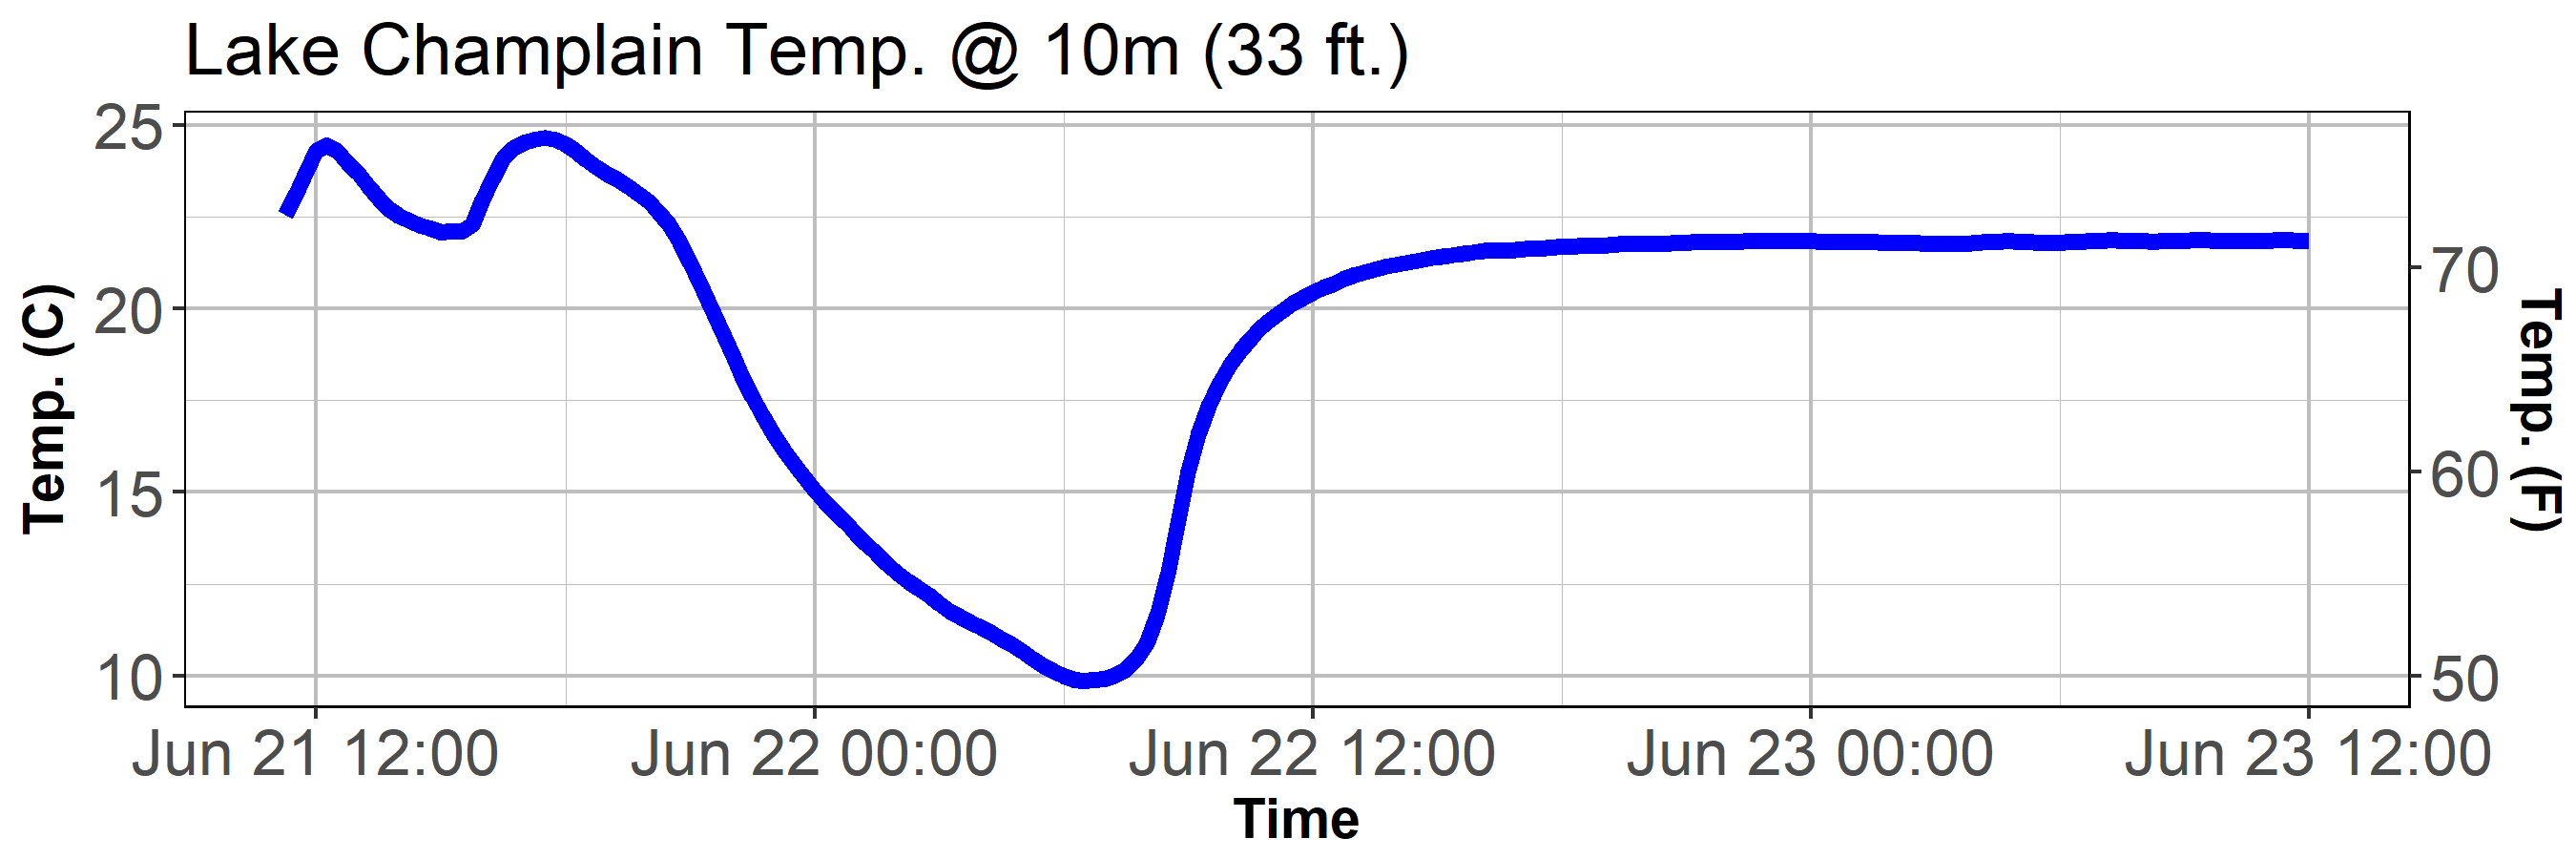 Lake Champlain Temp. @ 10m (33 ft.)
Temp. (C)
25
20
15
10
70
60
50
Temp. (F)
Jun 21 12:00
Jun 22 00:00
Jun 22 12:00
Jun 23 00:00
Jun 23 12:00
Time